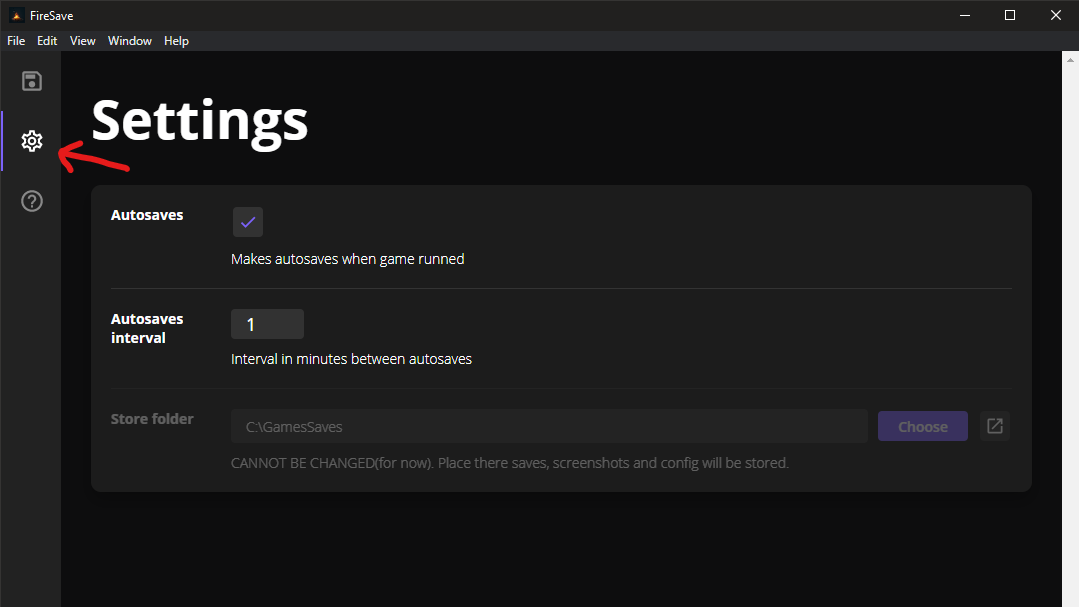 FireSave
File Edit View Window Help
Settings
Autosaves
Makes autosaves when game runned
Autosaves
interval
1
Interval in minutes between autosaves
Store folder
C:\GamesSaves
Choose
CANNOT BE CHANGED(for now). Place there saves, screenshots and config will be stored.